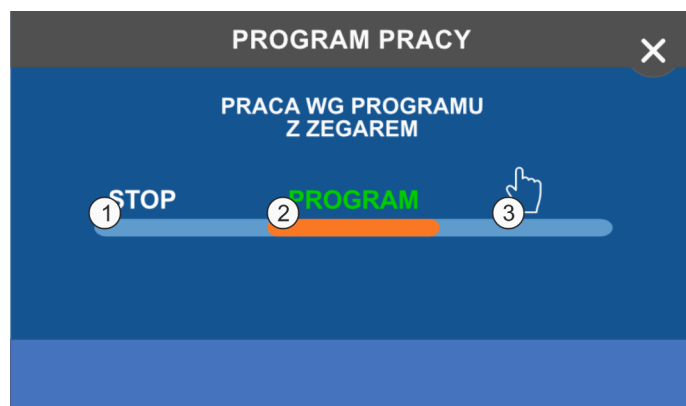 PROGRAM PRACY
PRACA WG PROGRAMU
Z ZEGAREM
STOP PROGRAM
1 2 3